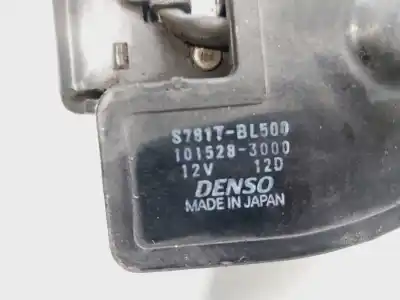 S781T-BL500
101528-3000
12V 12D
DENSO
MADE IN JAPAN